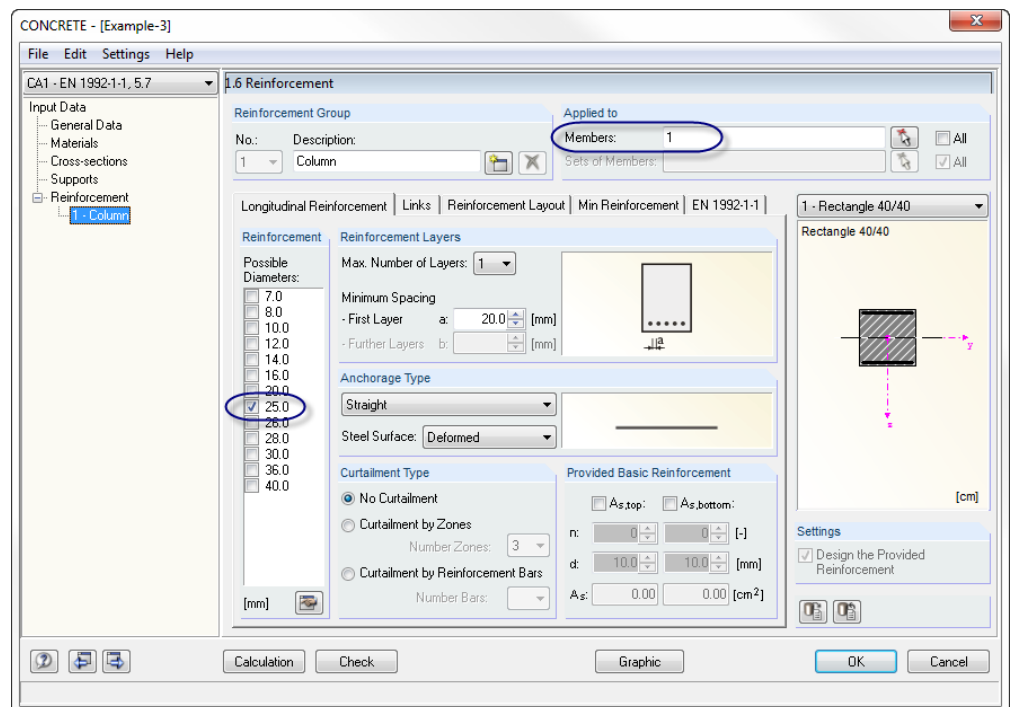 CONCRETE - [Example-3]
File Edit Settings Help
CA1 - EN 1992-1-1, 5.7
1.6 Reinforcement
Input Data
General Data
Materials
Cross-sections
Supports
Reinforcement
1 - Column
Reinforcement Group
No.: Description:
1 Column
Applied to
Members: 1 All
Sets of Members: All
Longitudinal Reinforcement Links Reinforcement Layout Min Reinforcement EN 1992-1-1
Reinforcement
Possible
Diameters:
7.0
8.0
10.0
12.0
14.0
16.0
20.0
25.0
26.0
28.0
30.0
36.0
40.0
[mm]
Reinforcement Layers
Max. Number of Layers: 1
Minimum Spacing
- First Layer a: 20.0 [mm]
- Further Layers b: [mm]
a
Anchorage Type
Straight
Steel Surface: Deformed
Curtailment Type
No Curtailment
Curtailment by Zones
Number Zones: 3
Curtailment by Reinforcement Bars
Number Bars:
Provided Basic Reinforcement
As,top: As,bottom:
n: 0 0 [-]
d: 10.0 10.0 [mm]
As: 0.00 0.00 [cm2]
1 - Rectangle 40/40
Rectangle 40/40
y
z
[cm]
Settings
Design the Provided
Reinforcement
Calculation Check Graphic OK Cancel